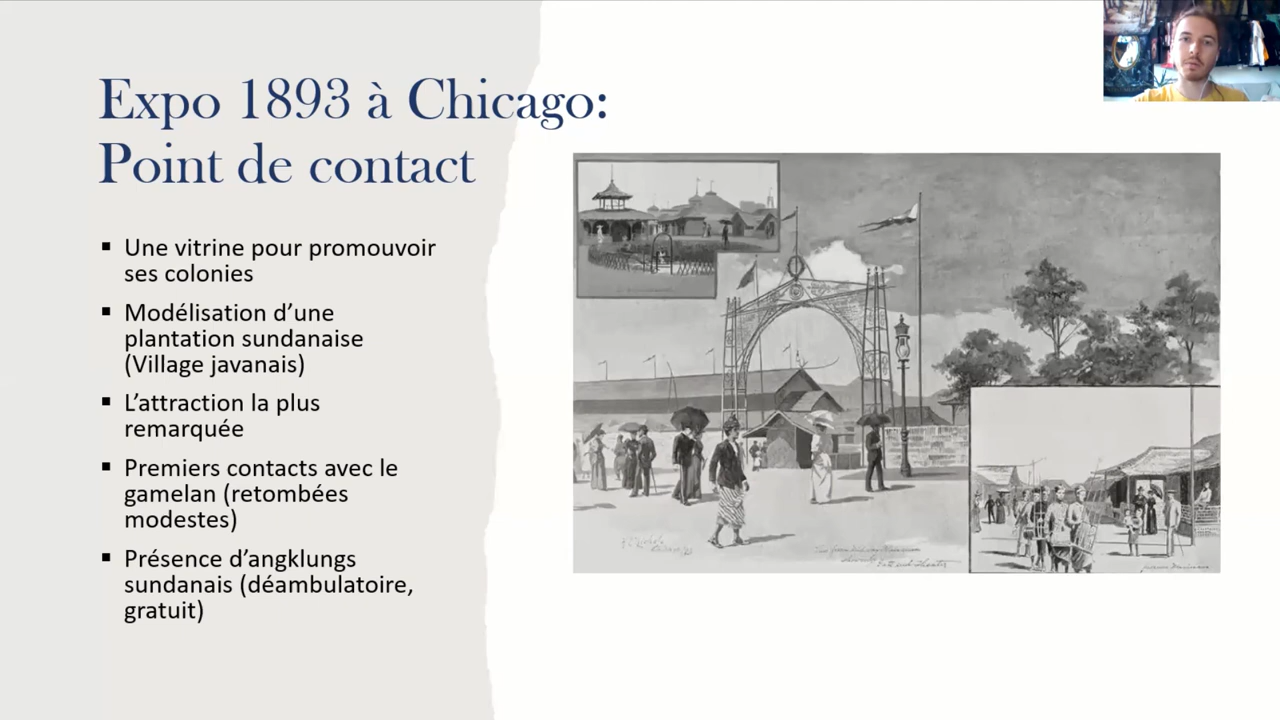 Expo 1893 à Chicago:
Point de contact
▪ Une vitrine pour promouvoir
ses colonies
▪ Modélisation d’une
plantation sundanaise
(Village javanais)
▪ L’attraction la plus
remarquée
▪ Premiers contacts avec le
gamelan (retombées
modestes)
▪ Présence d’angklungs
sundanais (déambulatoire,
gratuit)